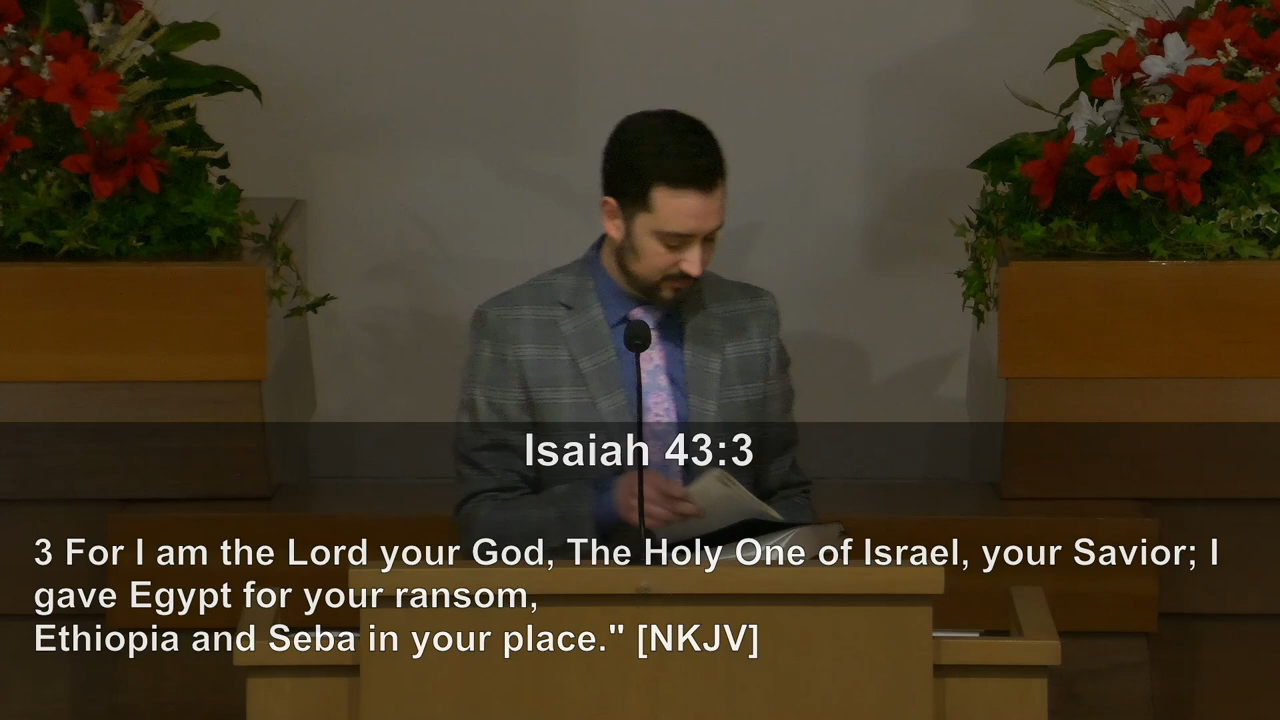 Isaiah 43:3
3 For I am the Lord your God, The Holy One of Israel, your Savior; I
gave Egypt for your ransom,
Ethiopia and Seba in your place." [NKJV]